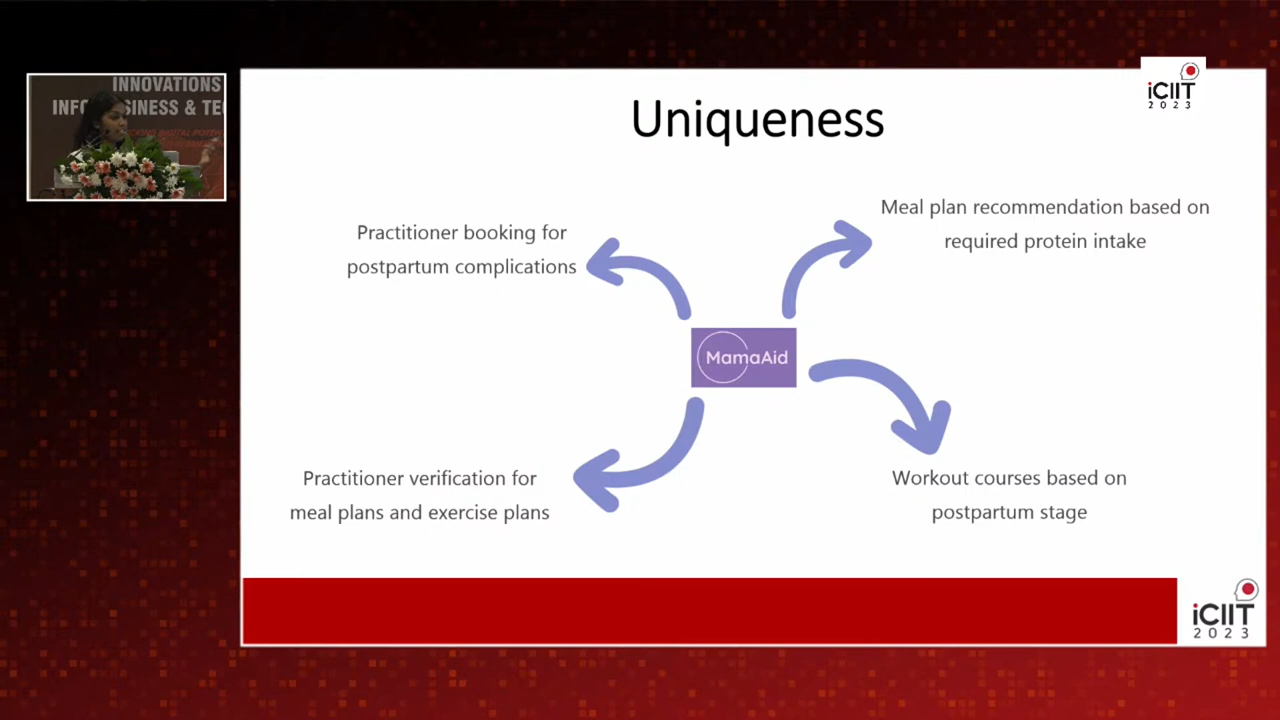 INNOVATIONS
BUSINESS & TE
iCIIT
2023
Uniqueness
Practitioner booking for
postpartum complications
Meal plan recommendation based on
required protein intake
MamaAid
Practitioner verification for
meal plans and exercise plans
Workout courses based on
postpartum stage
iCIIT
2023